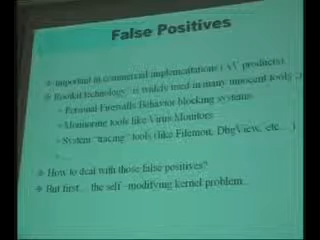 False Positives
Important in commercial implementations (AV products)
"Rootkit technology" is widely used in many innocent tools :)
Personal Firewalls Behavior blocking systems
Monitoring tools like Virus Monitors
System "tracing" tools (like Filemon, DbgView, etc...)
...
How to deal with those false positives?
But first... the self-modifying kernel problem...